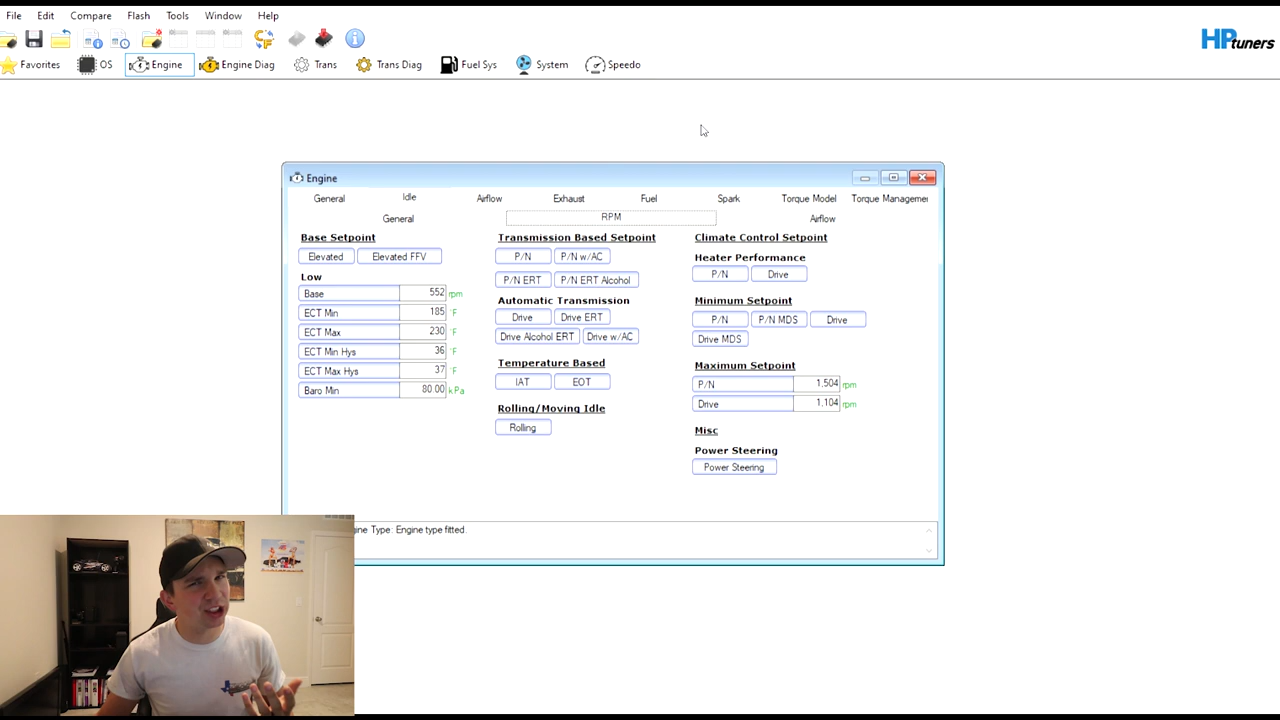 File Edit Compare Flash Tools Window Help
HPtuners
Favorites OS Engine Engine Diag Trans Trans Diag Fuel Sys System Speedo
Engine
General Idle Airflow Exhaust Fuel Spark Torque Model Torque Managemen
General RPM Airflow
Base Setpoint
Elevated Elevated FFV
Low
Base 552 rpm
ECT Min 185 °F
ECT Max 230 °F
ECT Min Hys 36 °F
ECT Max Hys 37 °F
Baro Min 80.00 kPa
Transmission Based Setpoint
P/N P/N w/AC
P/N ERT P/N ERT Alcohol
Automatic Transmission
Drive Drive ERT
Drive Alcohol ERT Drive w/AC
Temperature Based
IAT EOT
Rolling/Moving Idle
Rolling
Climate Control Setpoint
Heater Performance
P/N Drive
Minimum Setpoint
P/N P/N MDS Drive
Drive MDS
Maximum Setpoint
P/N 1,504 rpm
Drive 1,104 rpm
Misc
Power Steering
Power Steering
Type: Engine type fitted.